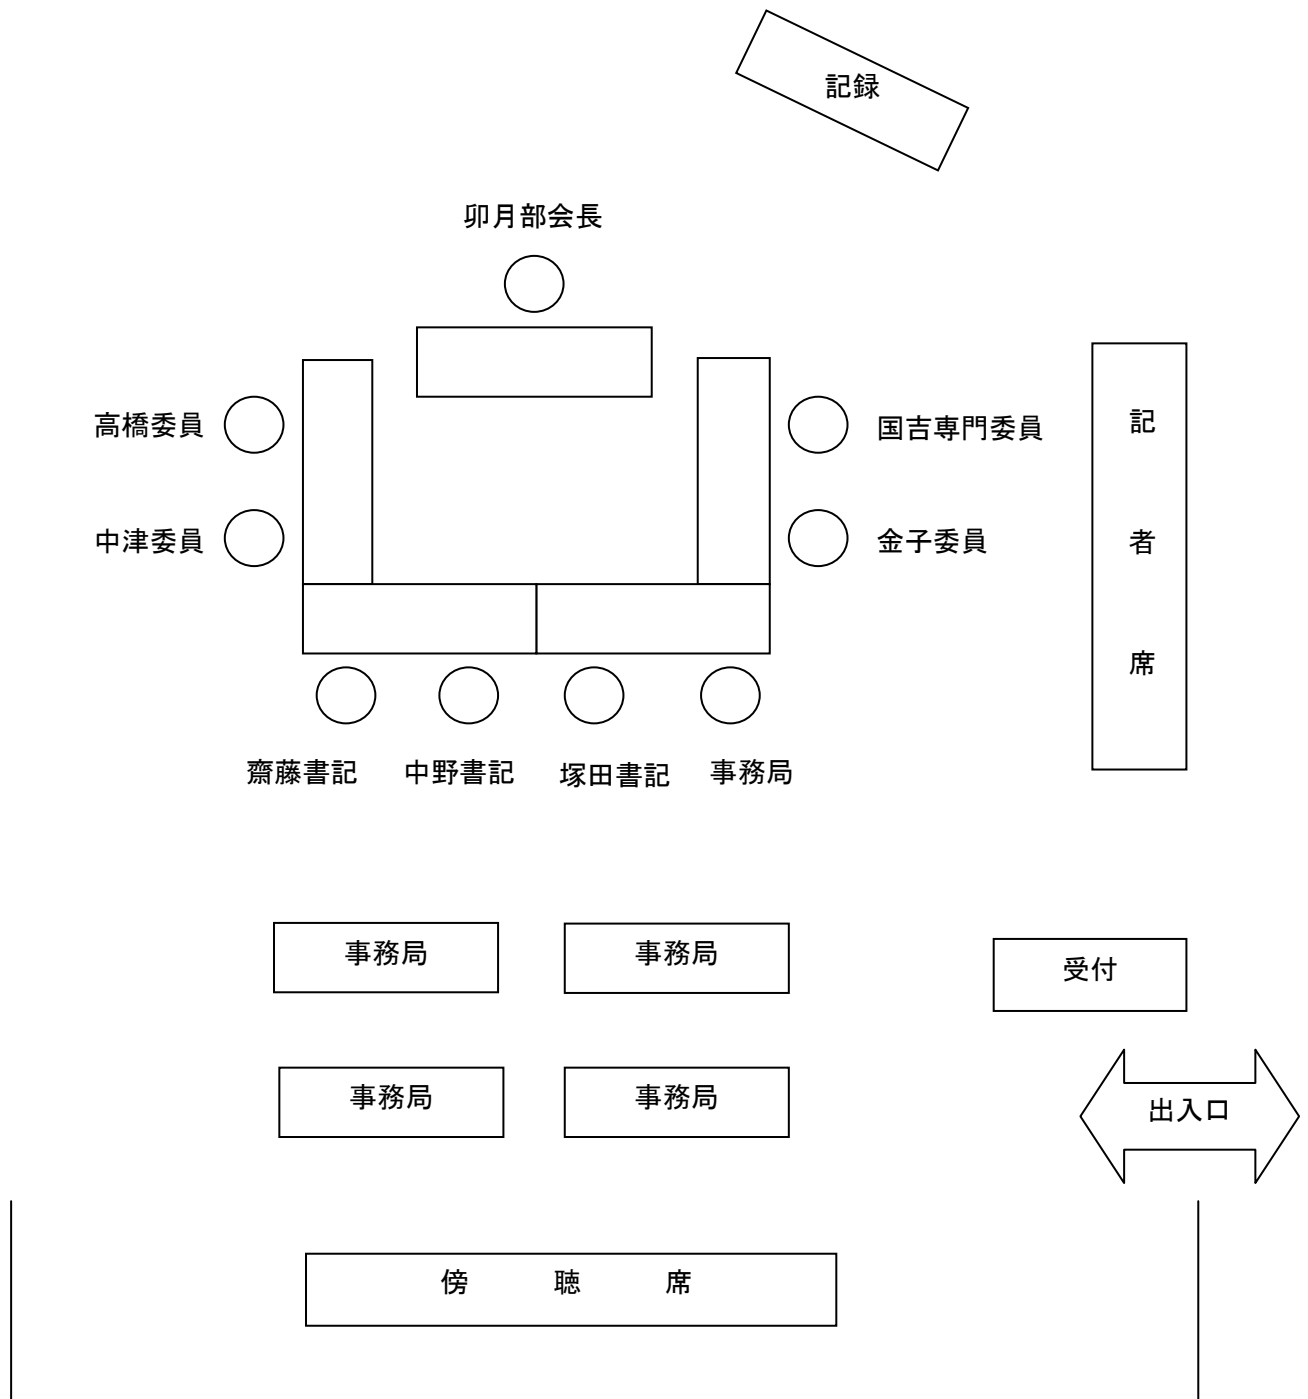 記録
卯月部会長
高橋委員
国吉専門委員
中津委員
金子委員
記者席
齋藤書記
中野書記
塚田書記
事務局
事務局
事務局
受付
事務局
事務局
出入口
傍聴席